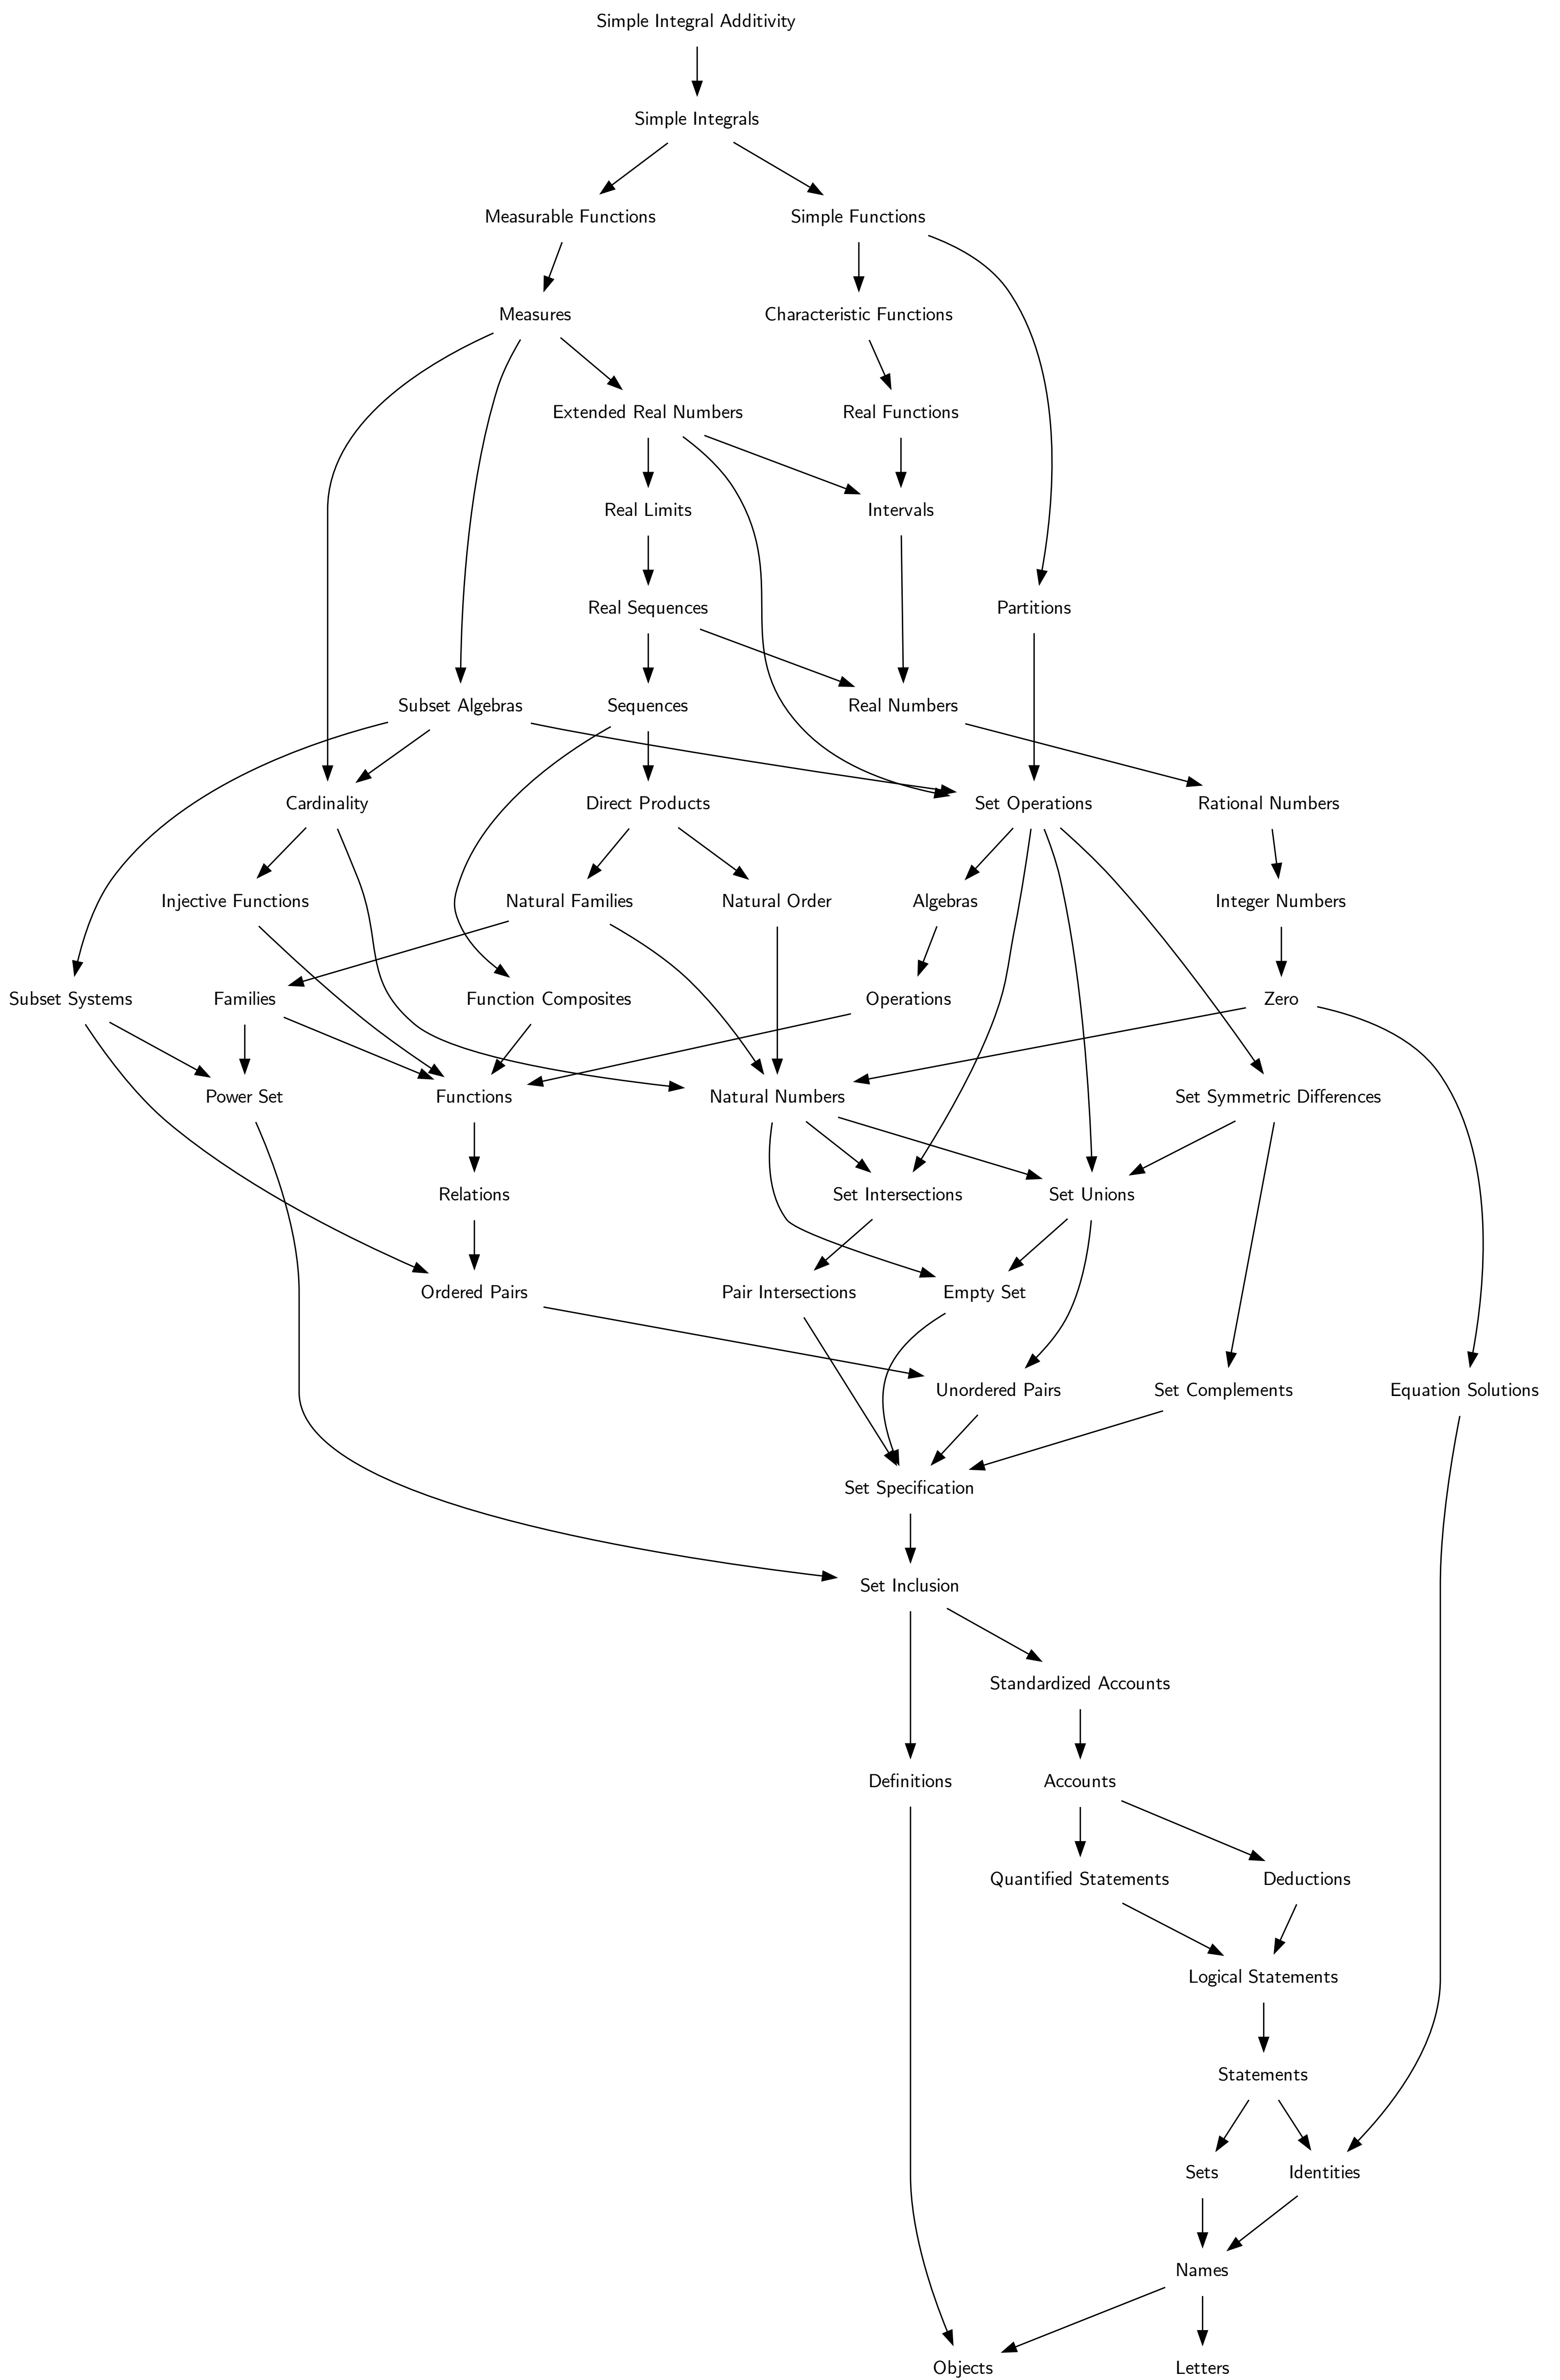 Simple Integral Additivity
Simple Integrals
Measurable Functions
Simple Functions
Measures
Characteristic Functions
Extended Real Numbers
Real Functions
Real Limits
Intervals
Real Sequences
Partitions
Subset Algebras
Sequences
Real Numbers
Cardinality
Direct Products
Set Operations
Rational Numbers
Injective Functions
Natural Families
Natural Order
Algebras
Integer Numbers
Subset Systems
Families
Function Composites
Operations
Zero
Power Set
Functions
Natural Numbers
Set Symmetric Differences
Relations
Set Intersections
Set Unions
Ordered Pairs
Pair Intersections
Empty Set
Unordered Pairs
Set Complements
Equation Solutions
Set Specification
Set Inclusion
Standardized Accounts
Definitions
Accounts
Quantified Statements
Deductions
Logical Statements
Statements
Sets
Identities
Names
Objects
Letters